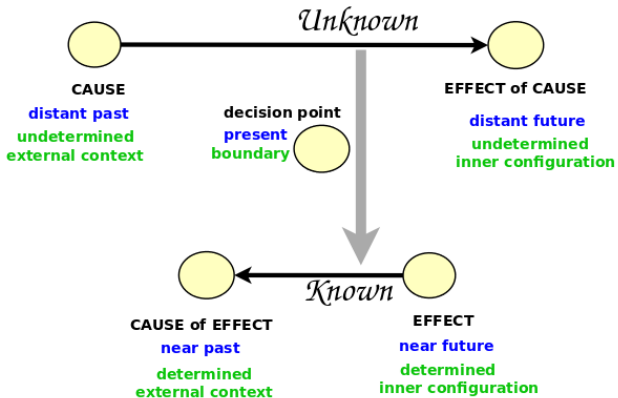 Unknown
CAUSE
distant past
undetermined
external context
EFFECT of CAUSE
distant future
undetermined
inner configuration
decision point
present
boundary
Known
CAUSE of EFFECT
near past
determined
external context
EFFECT
near future
determined
inner configuration